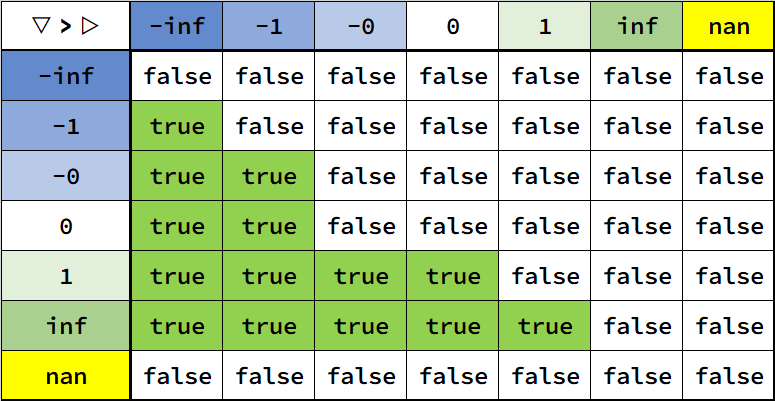 ▽ > ▷ -inf -1 -0 0 1 inf nan
-inf false false false false false false false
-1 true false false false false false false
-0 true true false false false false false
0 true true false false false false false
1 true true true true false false false
inf true true true true true false false
nan false false false false false false false